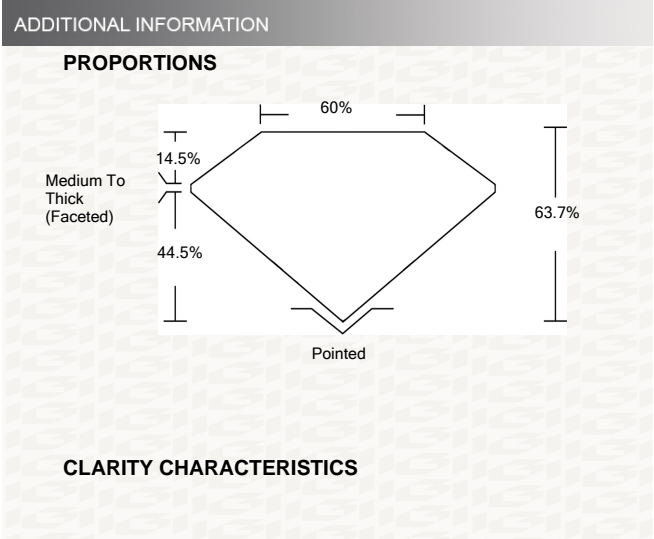 ADDITIONAL INFORMATION
PROPORTIONS
60%
14.5%
Medium To
Thick
(Faceted)
63.7%
44.5%
Pointed
CLARITY CHARACTERISTICS